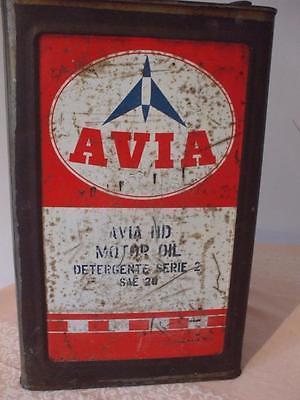 AVIA
AVIA HD
MOTOR OIL
DETERGENTE SERIE 2
SAE 20